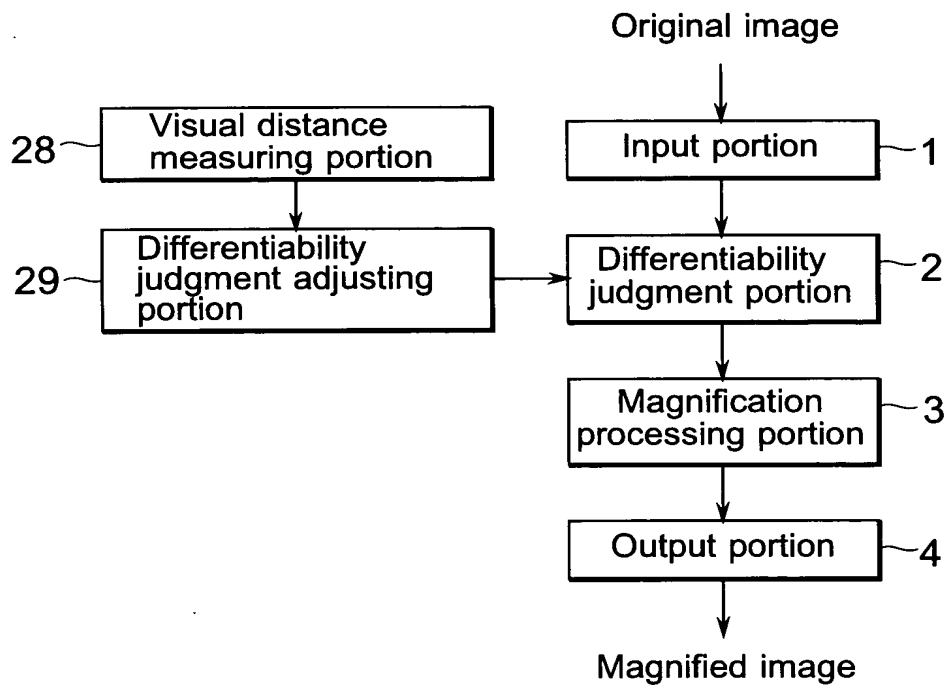 Original image
Visual distance
measuring portion
28
Input portion
1
Differentiability
judgment adjusting
portion
29
Differentiability
judgment portion
2
Magnification
processing portion
3
Output portion
4
Magnified image